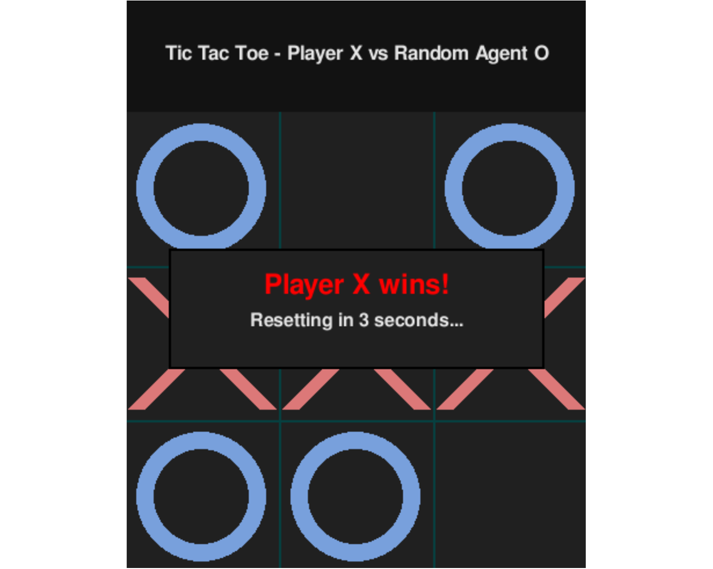 Tic Tac Toe - Player X vs Random Agent O
Player X wins!
Resetting in 3 seconds...